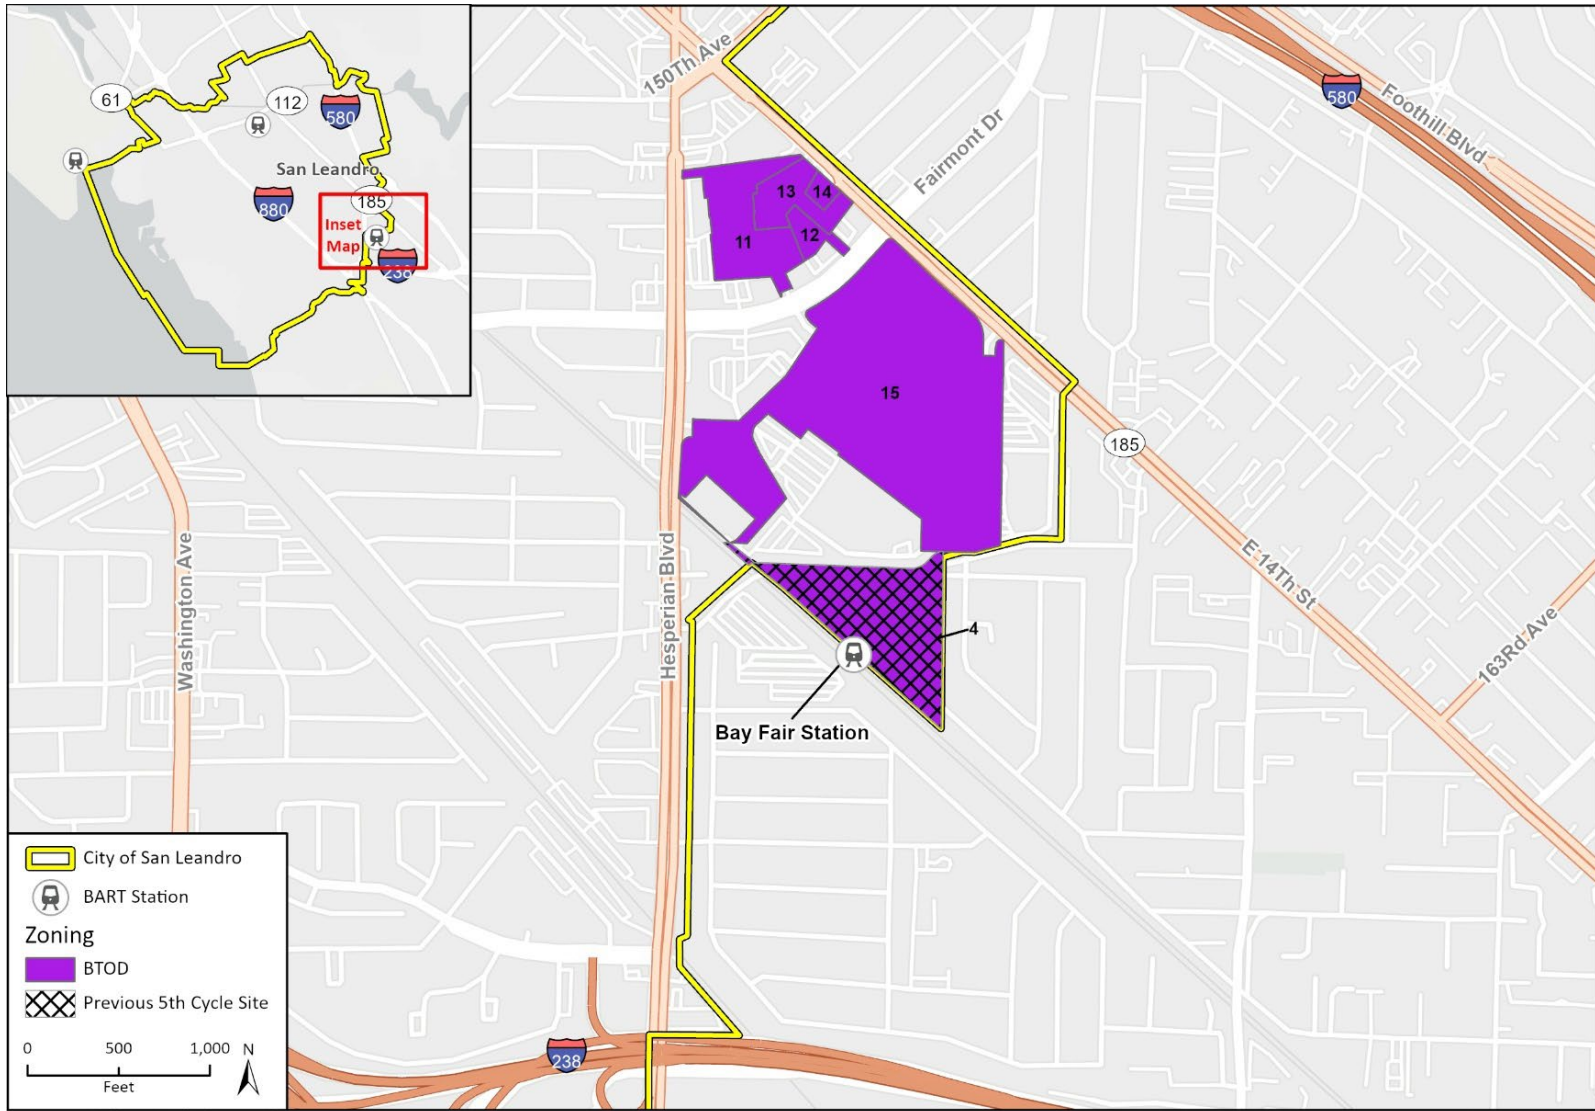 61
112
580
San Leandro
880
185
Inset
Map
238
150Th Ave
Fairmont Dr
580
Foothill Blvd
13
14
11
12
15
185
Washington Ave
Hesperian Blvd
E 14Th St
163Rd Ave
4
Bay Fair Station
City of San Leandro
BART Station
Zoning
BTOD
Previous 5th Cycle Site
0 500 1,000 N
Feet
238